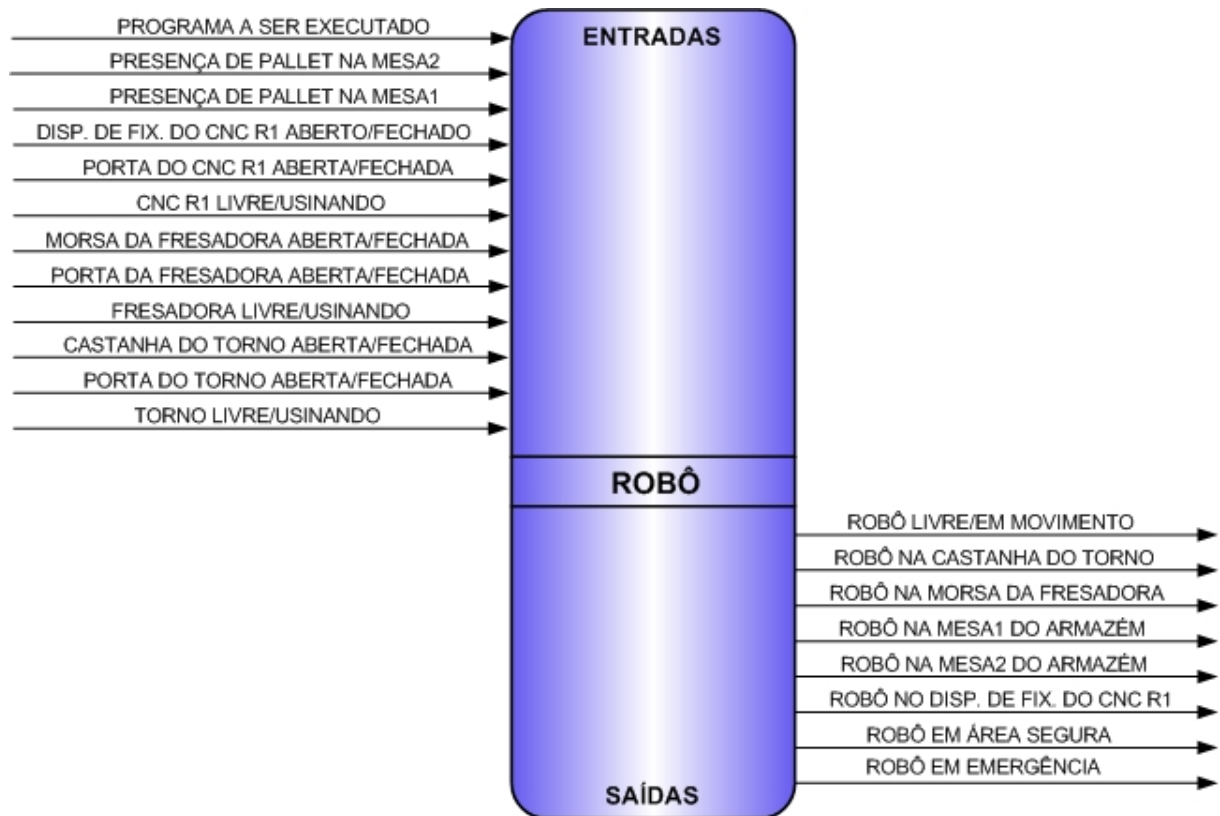 PROGRAMA A SER EXECUTADO
ENTRADAS
PRESENÇA DE PALLET NA MESA2
PRESENÇA DE PALLET NA MESA1
DISP. DE FIX. DO CNC R1 ABERTO/FECHADO
PORTA DO CNC R1 ABERTA/FECHADA
CNC R1 LIVRE/USINANDO
MORSA DA FRESADORA ABERTA/FECHADA
PORTA DA FRESADORA ABERTA/FECHADA
FRESADORA LIVRE/USINANDO
CASTANHA DO TORNO ABERTA/FECHADA
PORTA DO TORNO ABERTA/FECHADA
TORNO LIVRE/USINANDO
ROBÔ
ROBÔ LIVRE/EM MOVIMENTO
ROBÔ NA CASTANHA DO TORNO
ROBÔ NA MORSA DA FRESADORA
ROBÔ NA MESA1 DO ARMAZÉM
ROBÔ NA MESA2 DO ARMAZÉM
ROBÔ NO DISP. DE FIX. DO CNC R1
ROBÔ EM ÁREA SEGURA
ROBÔ EM EMERGÊNCIA
SAÍDAS